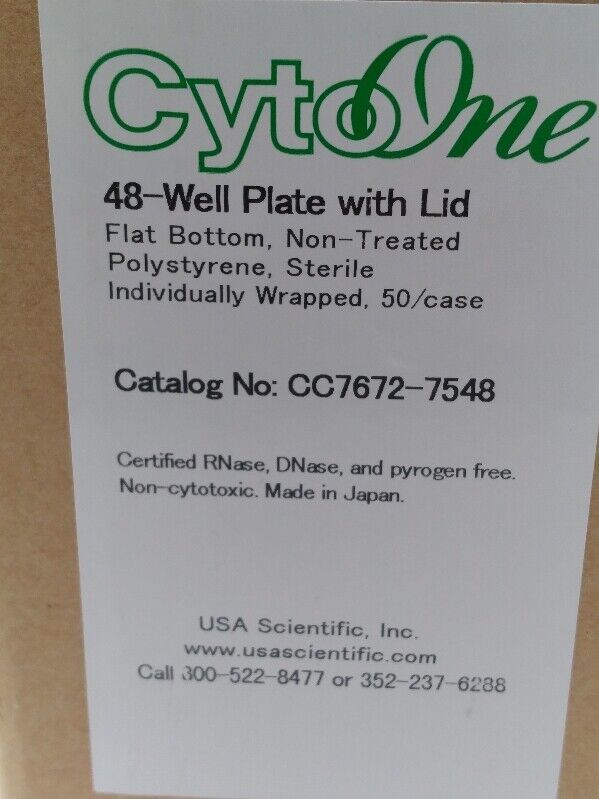 CytoOne
48-Well Plate with Lid
Flat Bottom, Non-Treated
Polystyrene, Sterile
Individually Wrapped, 50/case
Catalog No: CC7672-7548
Certified RNase, DNase, and pyrogen free.
Non-cytotoxic. Made in Japan.
USA Scientific, Inc.
www.usascientific.com
Call 800-522-8477 or 352-237-6288